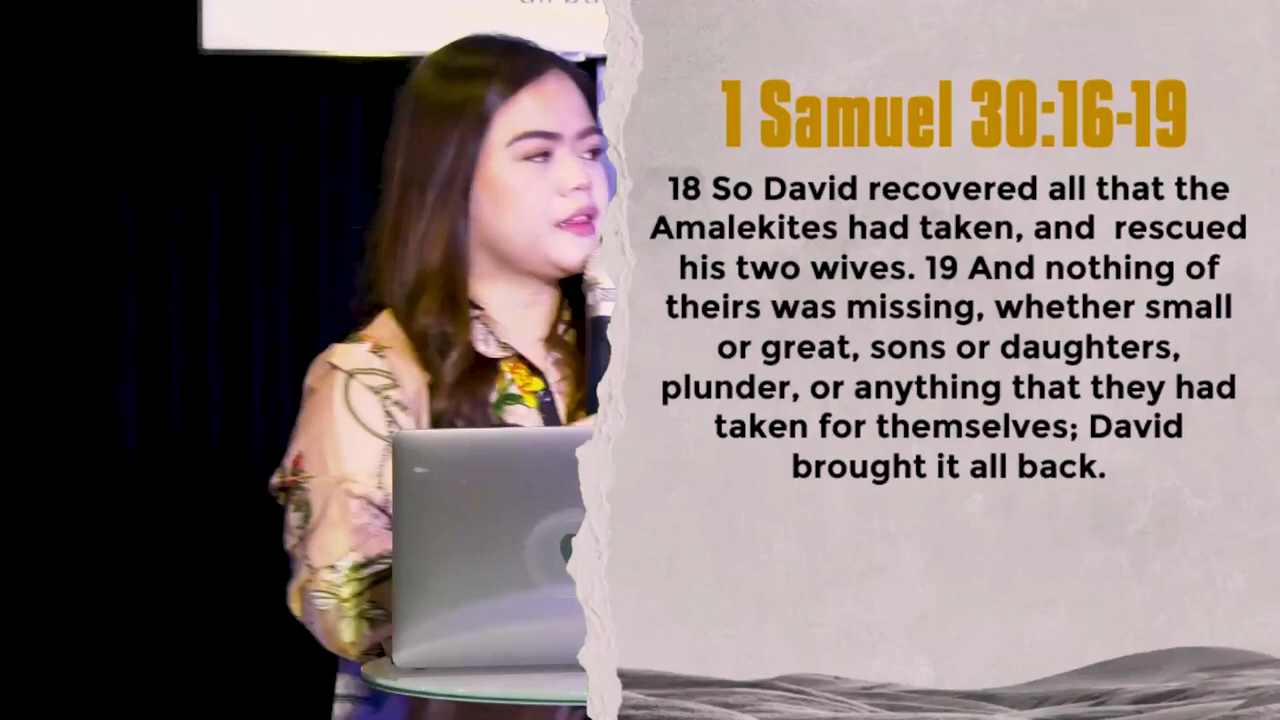 1 Samuel 30:16-19
18 So David recovered all that the
Amalekites had taken, and  rescued
his two wives. 19 And nothing of
theirs was missing, whether small
or great, sons or daughters,
plunder, or anything that they had
taken for themselves; David
brought it all back.